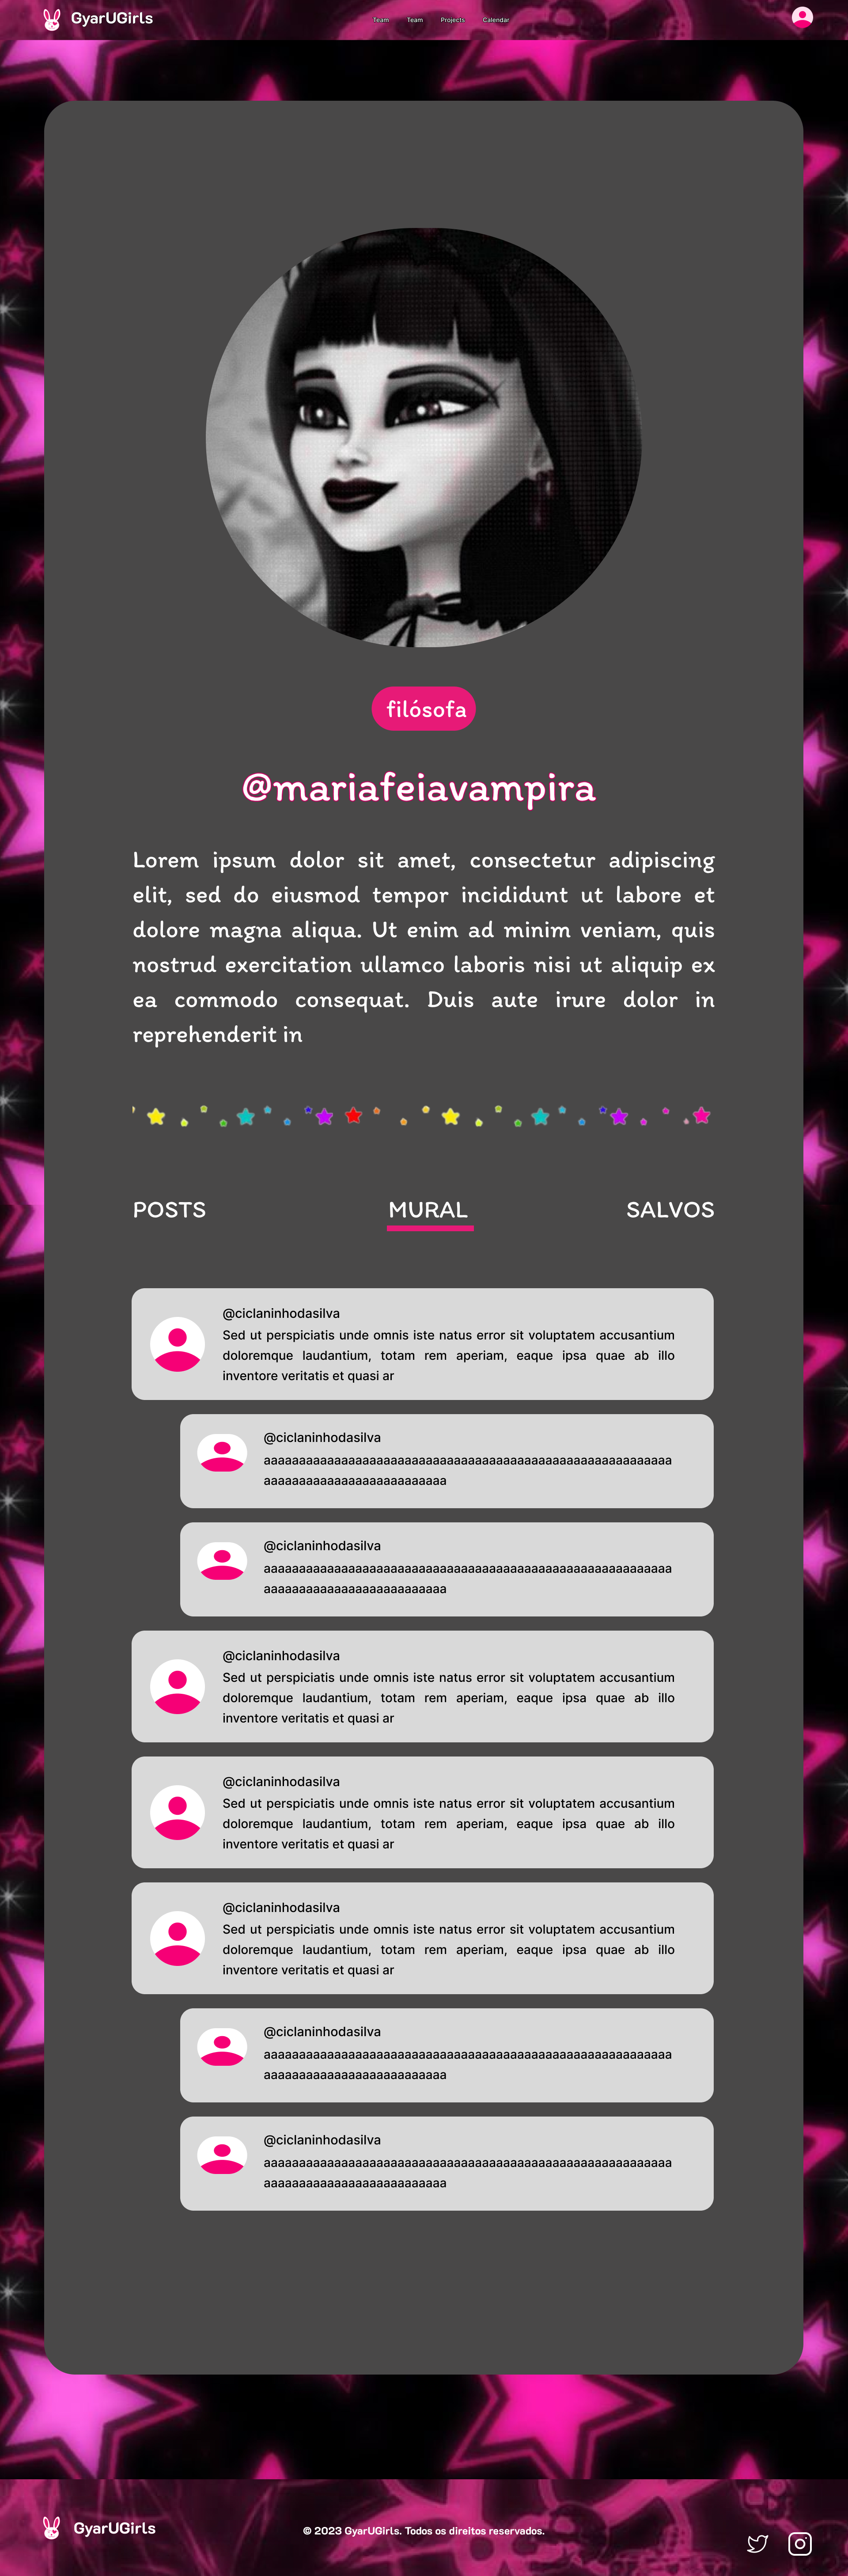 GyarUGirls
Team Team Projects Calendar
filósofa
@mariafeiavampira
Lorem ipsum dolor sit amet, consectetur adipiscing
elit, sed do eiusmod tempor incididunt ut labore et
dolore magna aliqua. Ut enim ad minim veniam, quis
nostrud exercitation ullamco laboris nisi ut aliquip ex
ea commodo consequat. Duis aute irure dolor in
reprehenderit in
POSTS MURAL SALVOS
@ciclaninhodasilva
Sed ut perspiciatis unde omnis iste natus error sit voluptatem accusantium
doloremque laudantium, totam rem aperiam, eaque ipsa quae ab illo
inventore veritatis et quasi ar
@ciclaninhodasilva
aaaaaaaaaaaaaaaaaaaaaaaaaaaaaaaaaaaaaaaaaaaaaaaaaaaaaaaaaa
aaaaaaaaaaaaaaaaaaaaaaaaaa
@ciclaninhodasilva
aaaaaaaaaaaaaaaaaaaaaaaaaaaaaaaaaaaaaaaaaaaaaaaaaaaaaaaaaa
aaaaaaaaaaaaaaaaaaaaaaaaaa
@ciclaninhodasilva
Sed ut perspiciatis unde omnis iste natus error sit voluptatem accusantium
doloremque laudantium, totam rem aperiam, eaque ipsa quae ab illo
inventore veritatis et quasi ar
@ciclaninhodasilva
Sed ut perspiciatis unde omnis iste natus error sit voluptatem accusantium
doloremque laudantium, totam rem aperiam, eaque ipsa quae ab illo
inventore veritatis et quasi ar
@ciclaninhodasilva
Sed ut perspiciatis unde omnis iste natus error sit voluptatem accusantium
doloremque laudantium, totam rem aperiam, eaque ipsa quae ab illo
inventore veritatis et quasi ar
@ciclaninhodasilva
aaaaaaaaaaaaaaaaaaaaaaaaaaaaaaaaaaaaaaaaaaaaaaaaaaaaaaaaaa
aaaaaaaaaaaaaaaaaaaaaaaaaa
@ciclaninhodasilva
aaaaaaaaaaaaaaaaaaaaaaaaaaaaaaaaaaaaaaaaaaaaaaaaaaaaaaaaaa
aaaaaaaaaaaaaaaaaaaaaaaaaa
GyarUGirls
© 2023 GyarUGirls. Todos os direitos reservados.